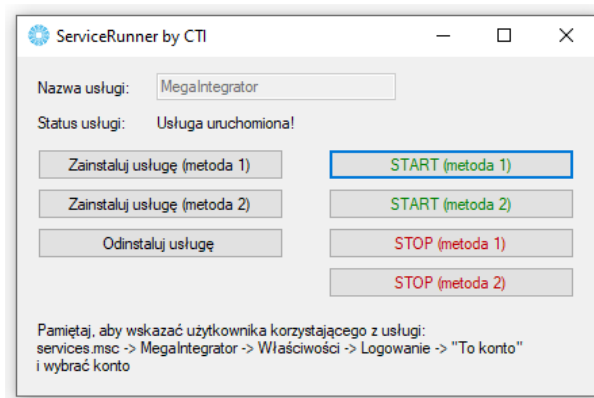 ServiceRunner by CTI
Nazwa usługi: MegaIntegrator
Status usługi: Usługa uruchomiona!
Zainstaluj usługę (metoda 1) START (metoda 1)
Zainstaluj usługę (metoda 2) START (metoda 2)
Odinstaluj usługę STOP (metoda 1)
STOP (metoda 2)
Pamiętaj, aby wskazać użytkownika korzystającego z usługi:
services.msc -> MegaIntegrator -> Właściwości -> Logowanie -> "To konto"
i wybrać konto